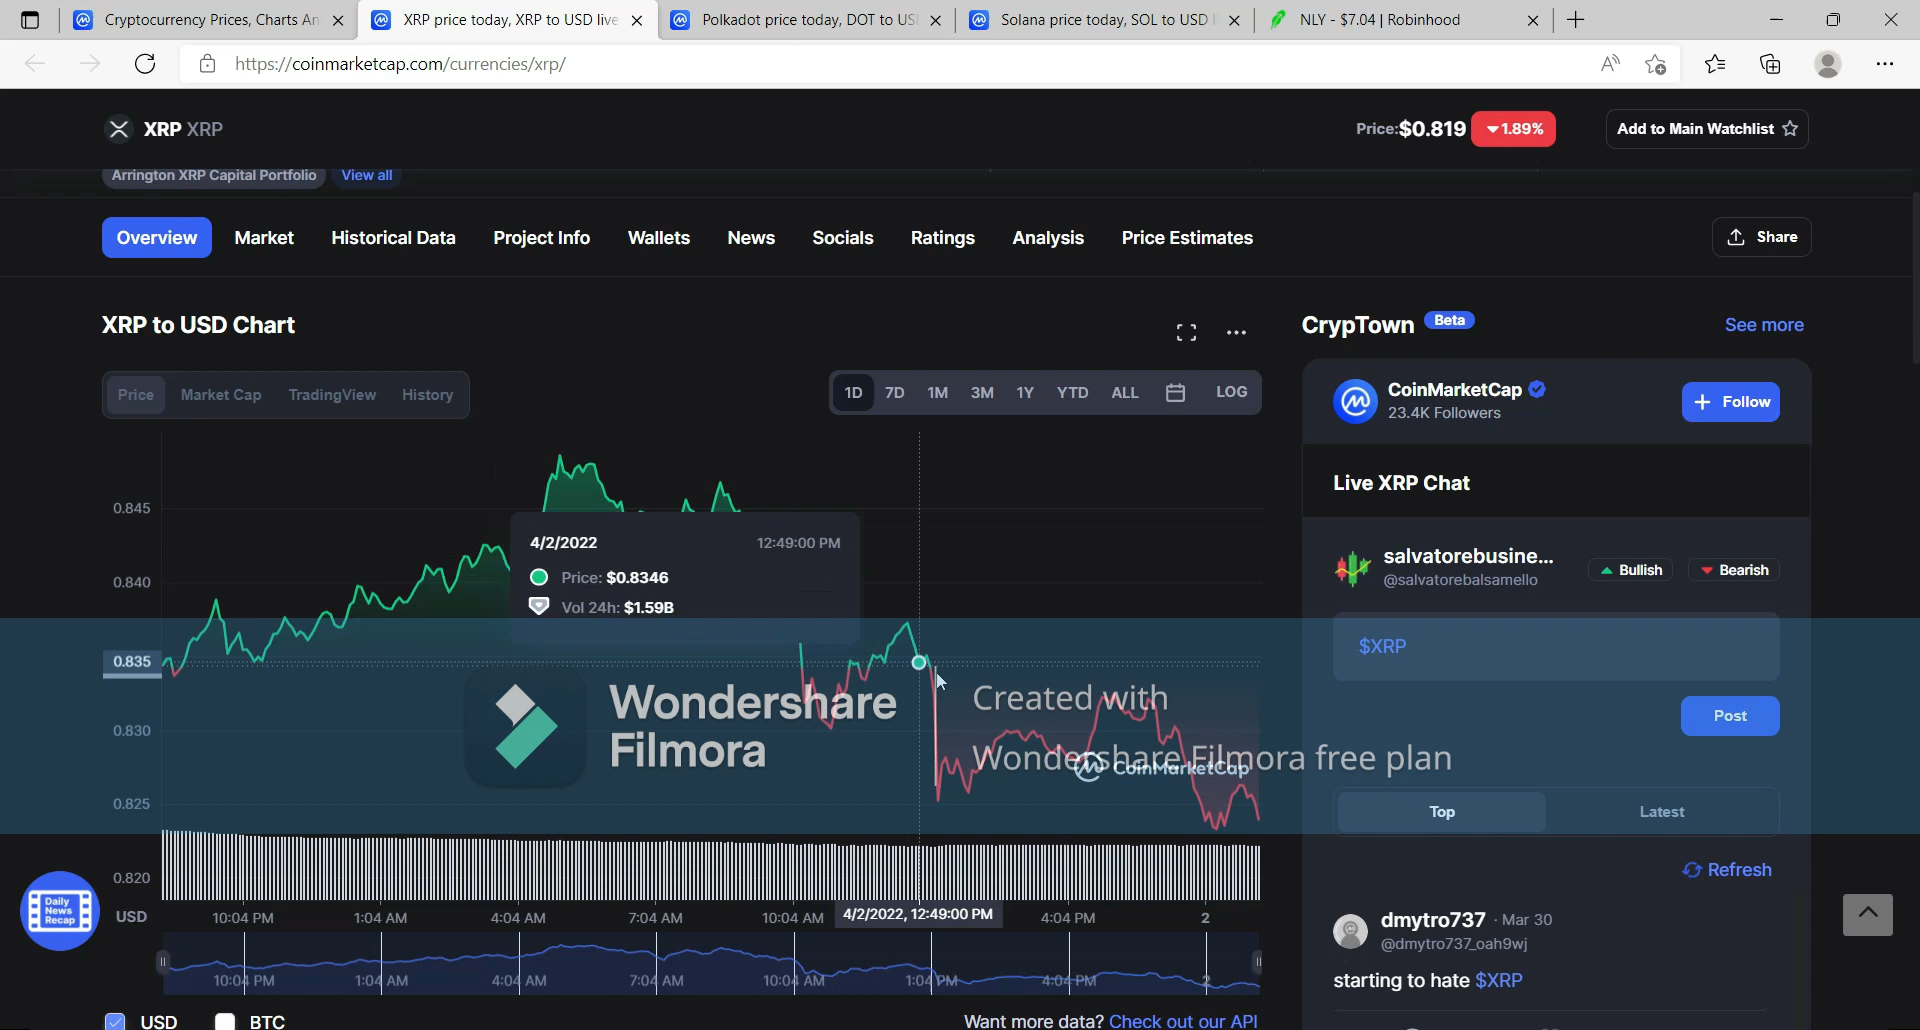 Cryptocurrency Prices, Charts An
XRP price today, XRP to USD live
Polkadot price today, DOT to US
Solana price today, SOL to USD
NLY - $7.04 | Robinhood
https://coinmarketcap.com/currencies/xrp/
XRP XRP
Price:$0.819 1.89%
Add to Main Watchlist
Arrington XRP Capital Portfolio
View all
Overview Market Historical Data Project Info Wallets News Socials Ratings Analysis Price Estimates
Share
XRP to USD Chart
CrypTown Beta
See more
Price Market Cap TradingView History
1D 7D 1M 3M 1Y YTD ALL LOG
CoinMarketCap
23.4K Followers
+ Follow
Live XRP Chat
0.845
0.840
0.835
0.830
0.825
0.820
4/2/2022 12:49:00 PM
Price: $0.8346
Vol 24h: $1.59B
salvatorebusine...
@salvatorebalsamello
Bullish
Bearish
$XRP
Post
Wondershare
Filmora
Created with
Wondershare Filmora free plan
CoinMarketCap
Top
Latest
Refresh
Daily
News
Recap
USD
10:04 PM 1:04 AM 4:04 AM 7:04 AM 10:04 AM 4/2/2022, 12:49:00 PM 4:04 PM 2
10:04 PM 1:04 AM 4:04 AM 7:04 AM 10:04 AM 1:04 PM 4:04 PM 2
dmytro737 · Mar 30
@dmytro737_oah9wj
starting to hate $XRP
USD BTC
Want more data? Check out our API